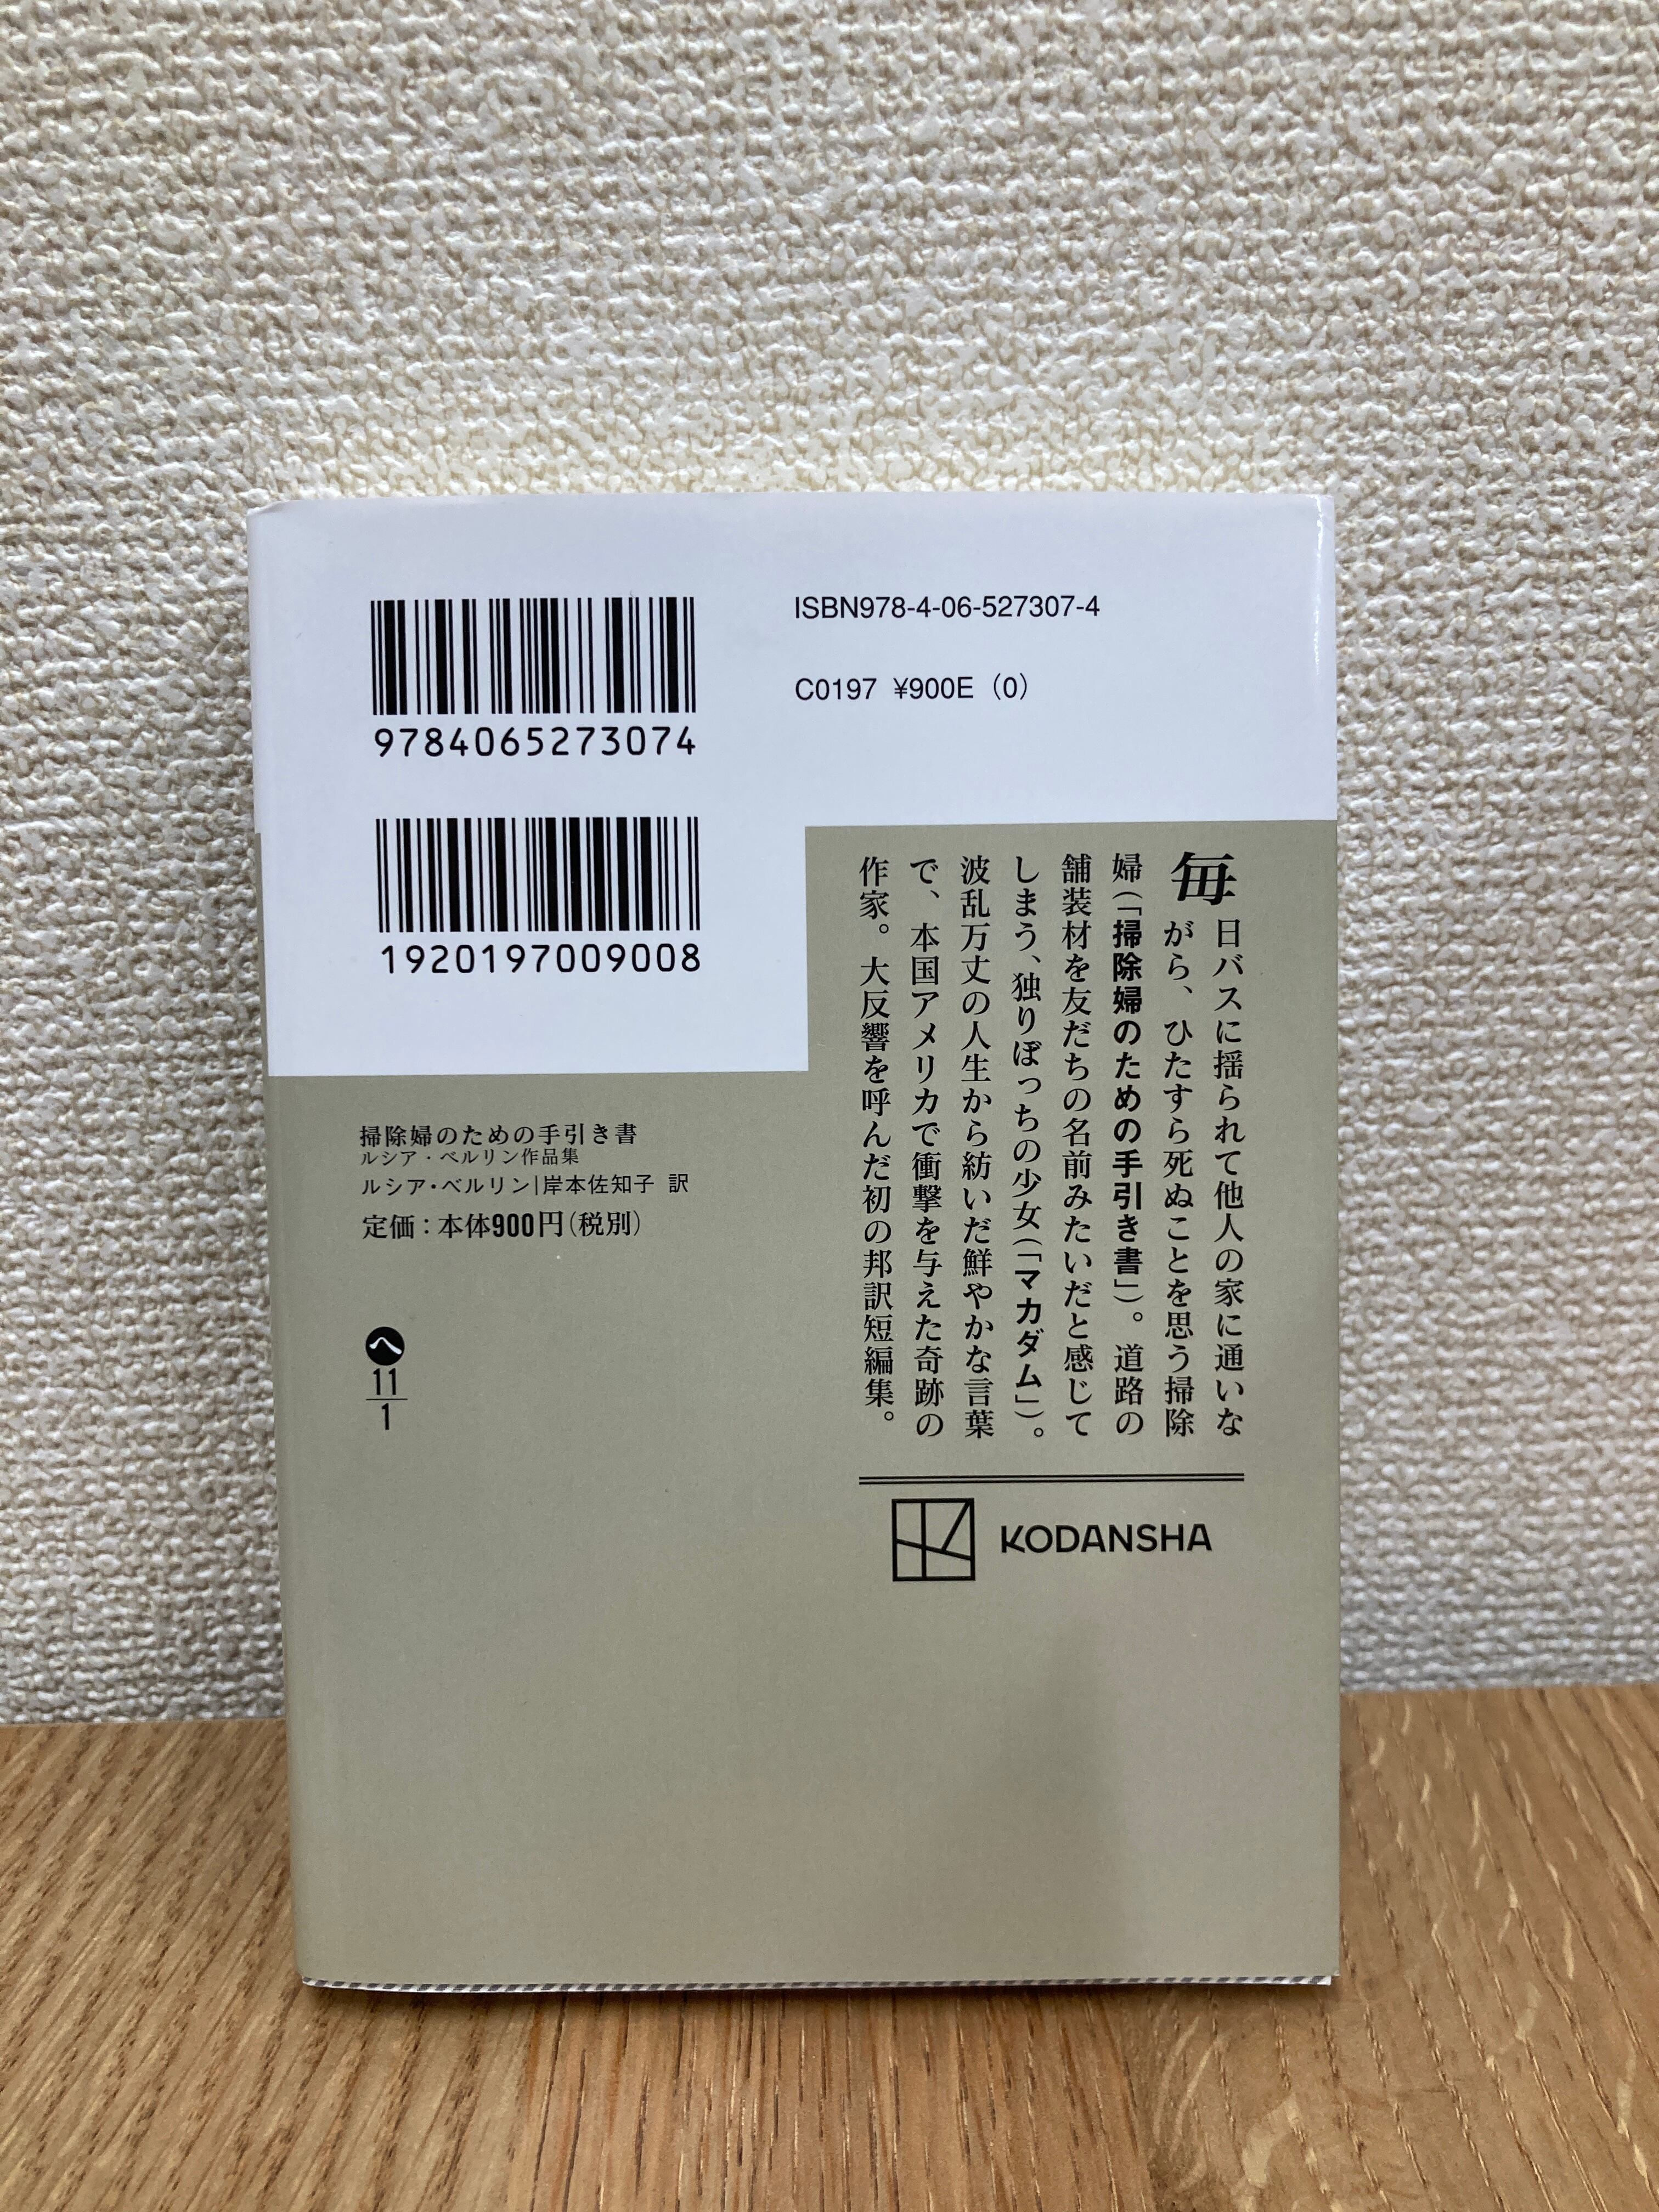 9784065273074
ISBN978-4-06-527307-4
C0197 ¥900E (0)
1920197009008
毎日バスに揺られて他人の家に通いな
がら、ひたすら死ぬことを思う掃除
婦(「掃除婦のための手引き書」)。道路の
舗装材を友だちの名前みたいだと感じて
しまう、独りぼっちの少女(「マカダム」)。
波乱万丈の人生から紡いだ鮮やかな言葉
で、本国アメリカで衝撃を与えた奇跡の
作家。大反響を呼んだ初の邦訳短編集。
KODANSHA
掃除婦のための手引き書
ルシア・ベルリン作品集
ルシア・ベルリン|岸本佐知子 訳
定価:本体900円(税別)
へ
11
1